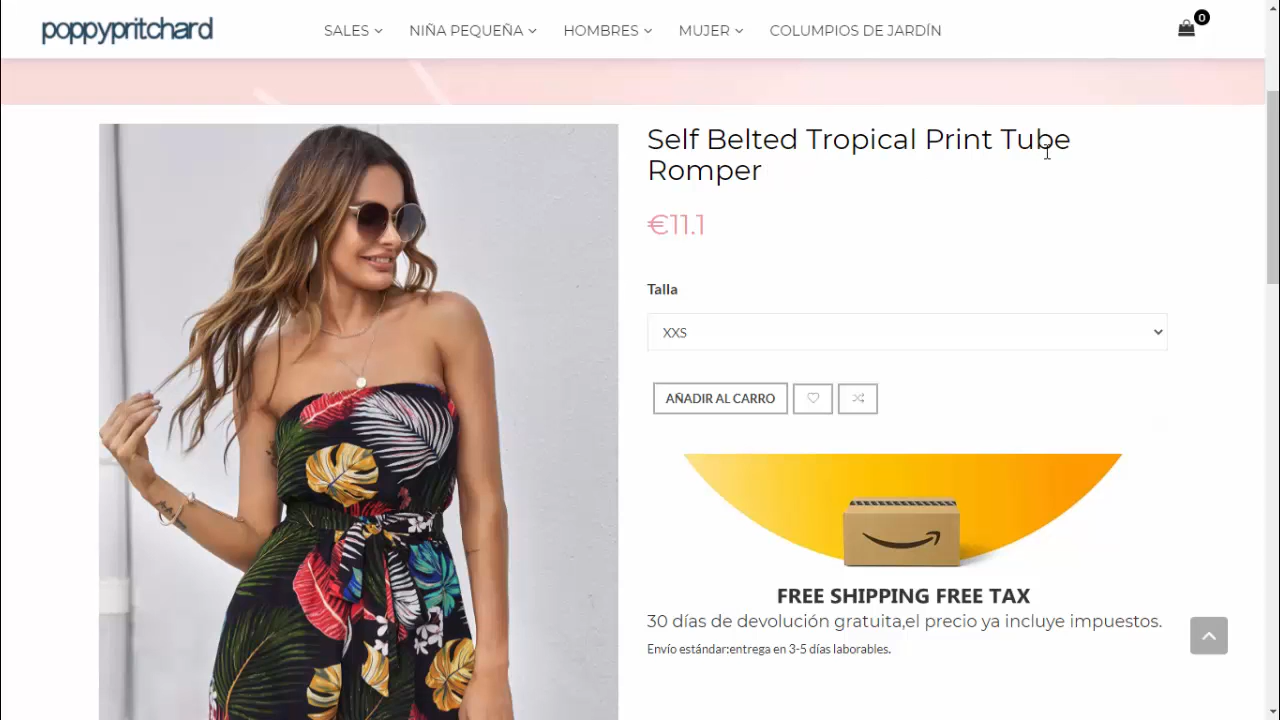 poppypritchard
SALES NIÑA PEQUEÑA HOMBRES MUJER COLUMPIOS DE JARDÍN
0
Self Belted Tropical Print Tube
Romper
€11.1
Talla
XXS
AÑADIR AL CARRO
FREE SHIPPING FREE TAX
30 días de devolución gratuita,el precio ya incluye impuestos.
Envío estándar:entrega en 3-5 días laborables.